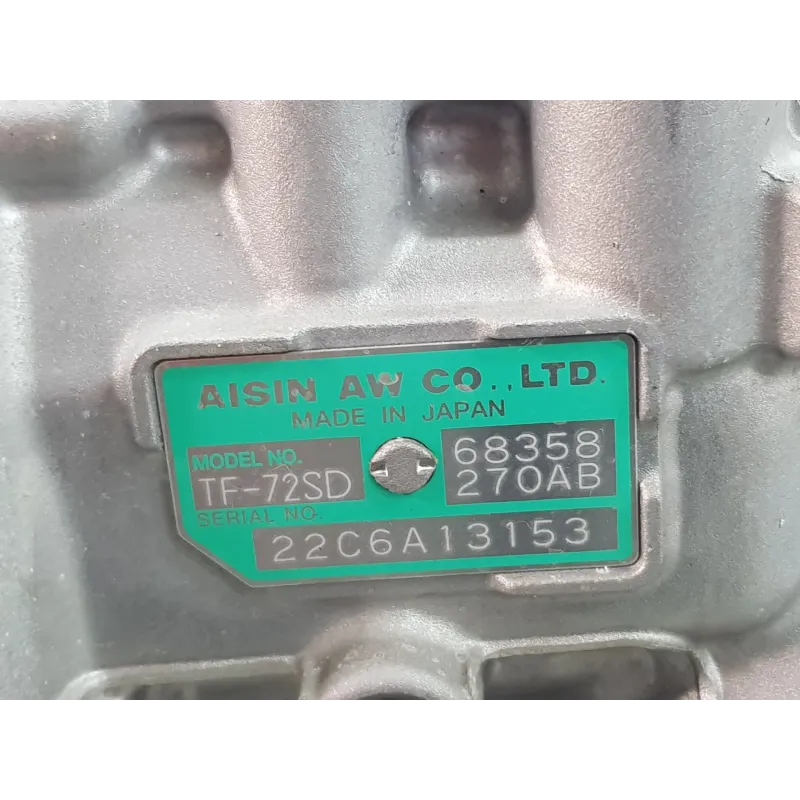 AISIN AW CO., LTD.
MADE IN JAPAN
MODEL NO.
TF-72SD
68358
270AB
SERIAL NO.
22C6A13153